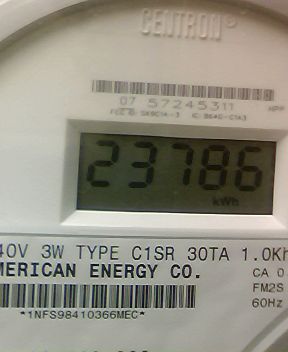 CENTRON®
07 57245311
23786
kWh
40V 3W TYPE C1SR 30TA 1.0Kh
MERICAN ENERGY CO.
CA 0
FM2S
60Hz
*1NFS98410366MEC*